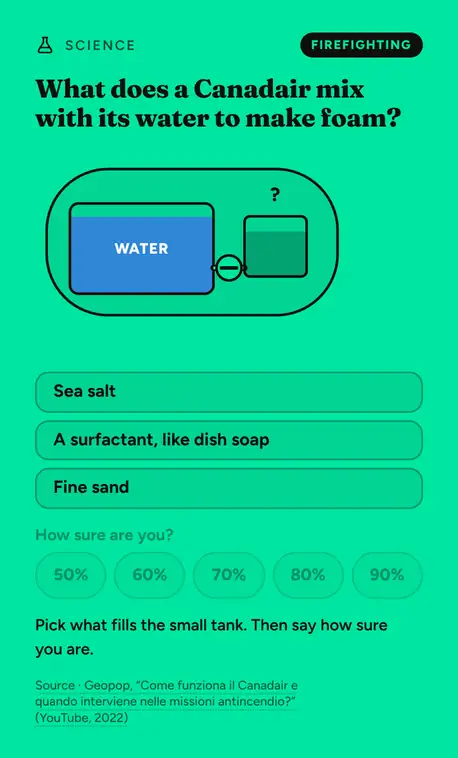 SCIENCE
FIREFIGHTING
What does a Canadair mix
with its water to make foam?
?
WATER
Sea salt
A surfactant, like dish soap
Fine sand
How sure are you?
50% 60% 70% 80% 90%
Pick what fills the small tank. Then say how sure
you are.
Source · Geopop, “Come funziona il Canadair e
quando interviene nelle missioni antincendio?”
(YouTube, 2022)